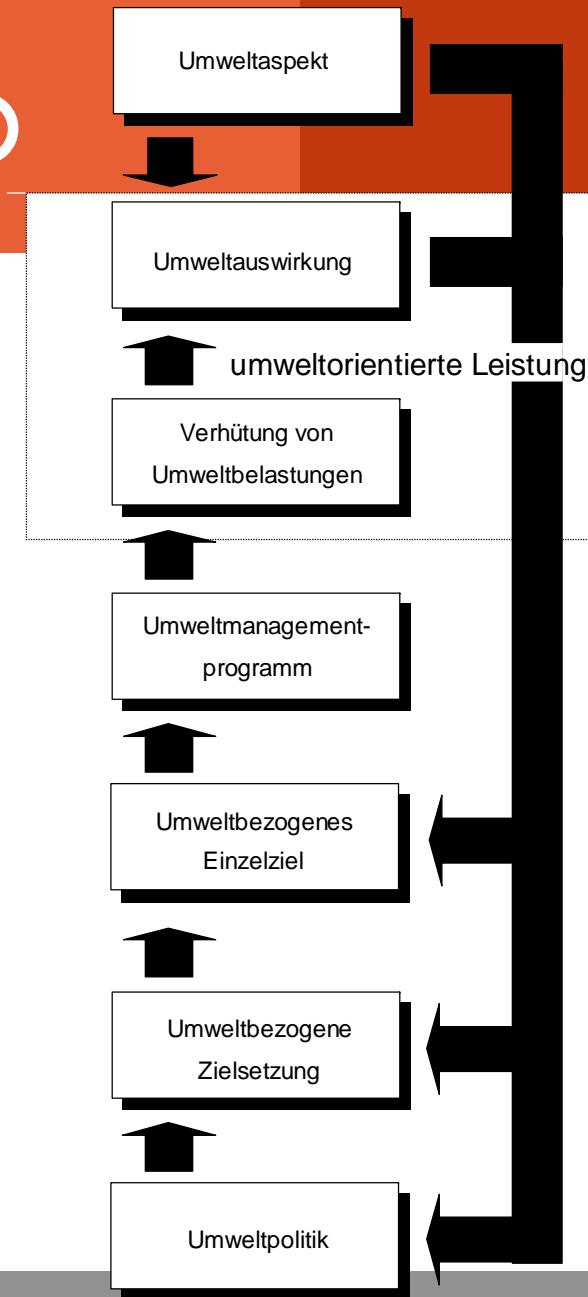 Umweltaspekt
Umweltauswirkung
umweltorientierte Leistung
Verhütung von
Umweltbelastungen
Umweltmanagement-
programm
Umweltbezogenes
Einzelziel
Umweltbezogene
Zielsetzung
Umweltpolitik